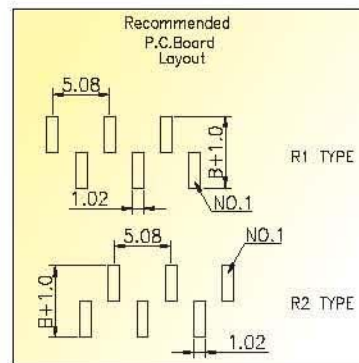 Recommended
P.C.Board
Layout
5.08
B+1.0
R1 TYPE
1.02
NO.1
5.08
NO.1
B+1.0
R2 TYPE
1.02